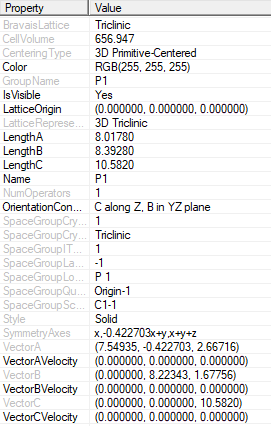 Property Value
BravaisLattice Triclinic
CellVolume 656.947
CenteringType 3D Primitive-Centered
Color RGB(255, 255, 255)
GroupName P1
IsVisible Yes
LatticeOrigin (0.000000, 0.000000, 0.000000)
LatticeReprese... 3D Triclinic
LengthA 8.01780
LengthB 8.39280
LengthC 10.5820
Name P1
NumOperators 1
OrientationCon... C along Z, B in YZ plane
SpaceGroupCry... 1
SpaceGroupCry... Triclinic
SpaceGroupIT... 1
SpaceGroupLa... -1
SpaceGroupLo... P 1
SpaceGroupQu... Origin-1
SpaceGroupSc... C1-1
Style Solid
SymmetryAxes x,-0.422703x+y,x+y+z
VectorA (7.54935, -0.422703, 2.66716)
VectorAVelocity (0.000000, 0.000000, 0.000000)
VectorB (0.000000, 8.22343, 1.67756)
VectorBVelocity (0.000000, 0.000000, 0.000000)
VectorC (0.000000, 0.000000, 10.5820)
VectorCVelocity (0.000000, 0.000000, 0.000000)